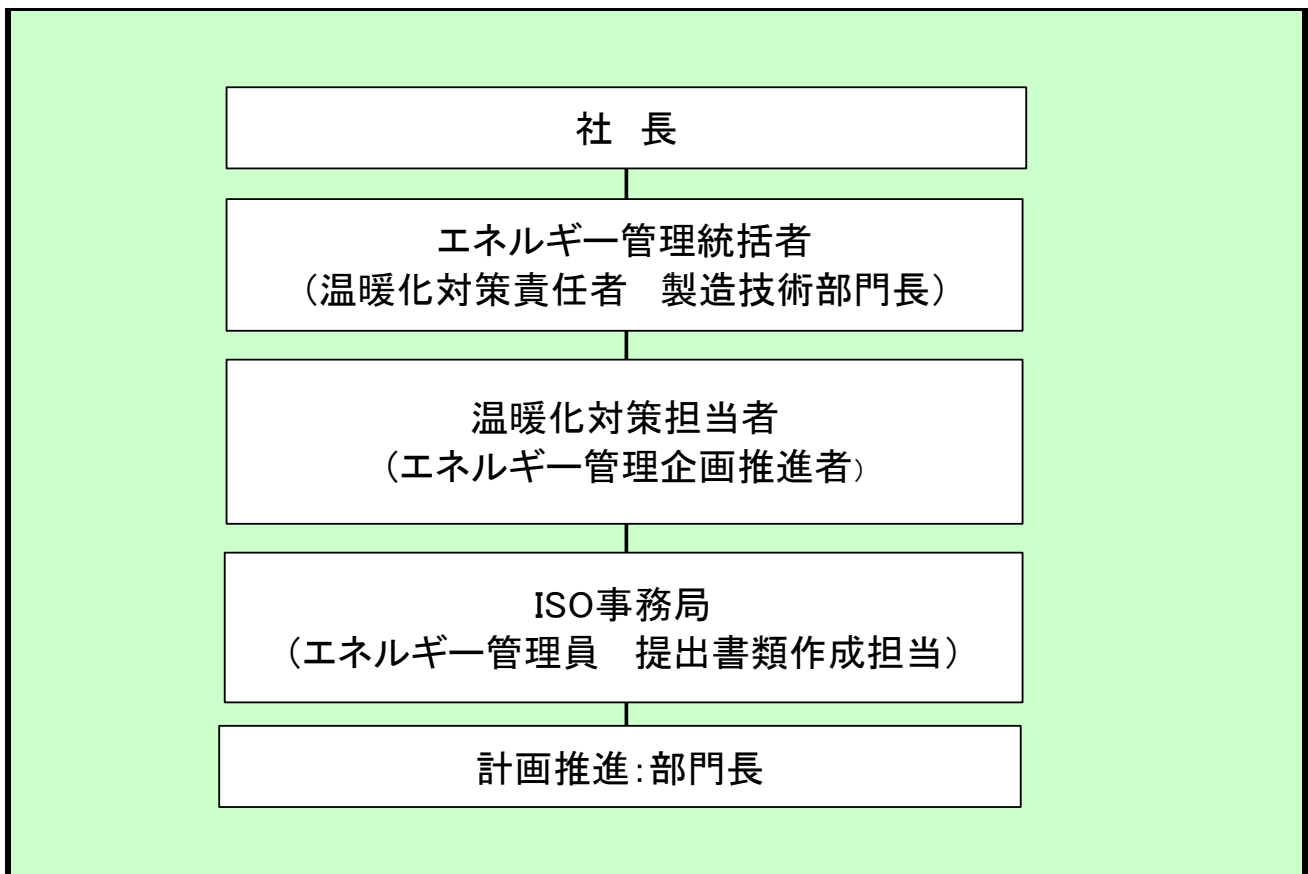 社　長
エネルギー管理統括者
（温暖化対策責任者　製造技術部門長）
温暖化対策担当者
（エネルギー管理企画推進者）
ISO事務局
（エネルギー管理員　提出書類作成担当）
計画推進：部門長